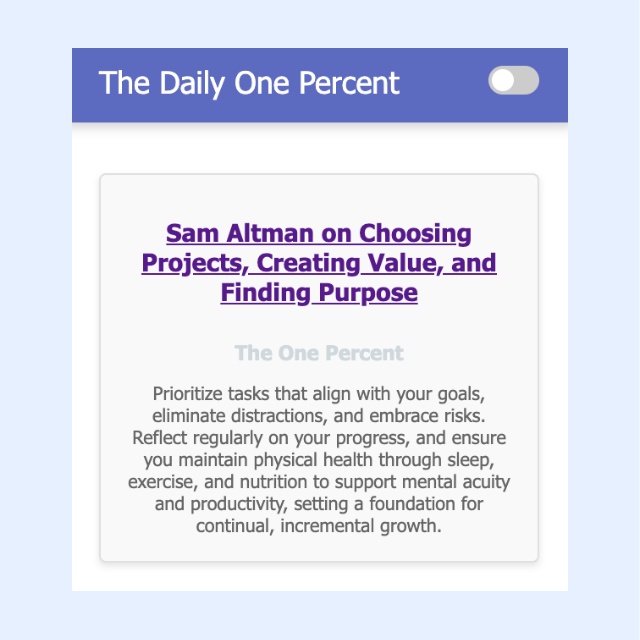 The Daily One Percent
Sam Altman on Choosing
Projects, Creating Value, and
Finding Purpose
The One Percent
Prioritize tasks that align with your goals,
eliminate distractions, and embrace risks.
Reflect regularly on your progress, and ensure
you maintain physical health through sleep,
exercise, and nutrition to support mental acuity
and productivity, setting a foundation for
continual, incremental growth.